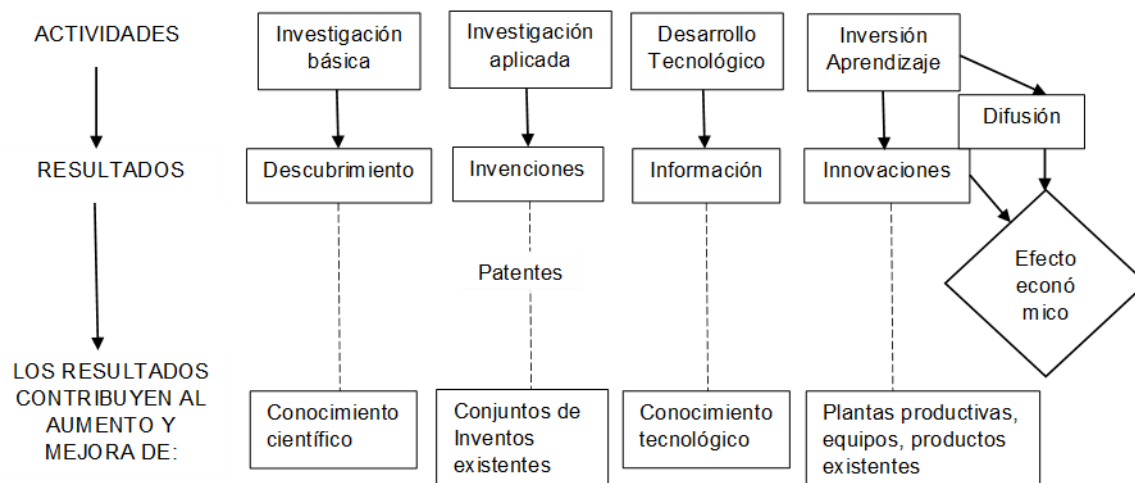 ACTIVIDADES
Investigación
básica
Investigación
aplicada
Desarrollo
Tecnológico
Inversión
Aprendizaje
Difusión
RESULTADOS
Descubrimiento
Invenciones
Información
Innovaciones
Patentes
Efecto
econó
mico
LOS RESULTADOS
CONTRIBUYEN AL
AUMENTO Y
MEJORA DE:
Conocimiento
científico
Conjuntos de
Inventos
existentes
Conocimiento
tecnológico
Plantas productivas,
equipos, productos
existentes